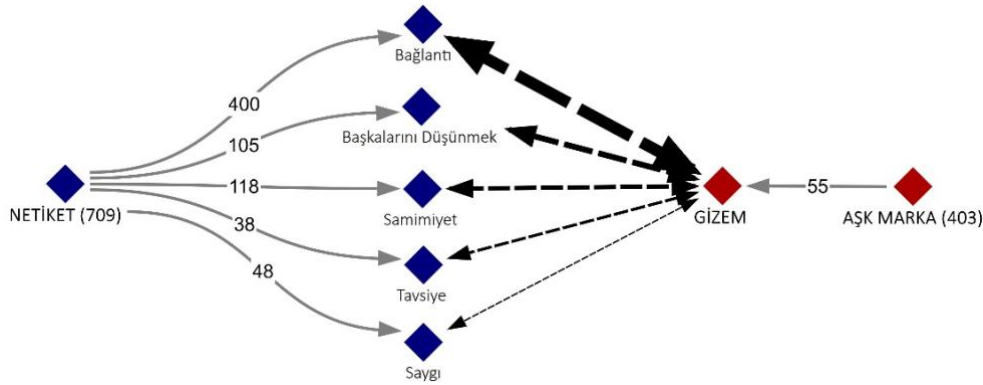 Bağlantı
400
105
Başkalarını Düşünmek
118
Samimiyet
NETİKET (709)
38
Tavsiye
48
Saygı
GİZEM
55
AŞK MARKA (403)